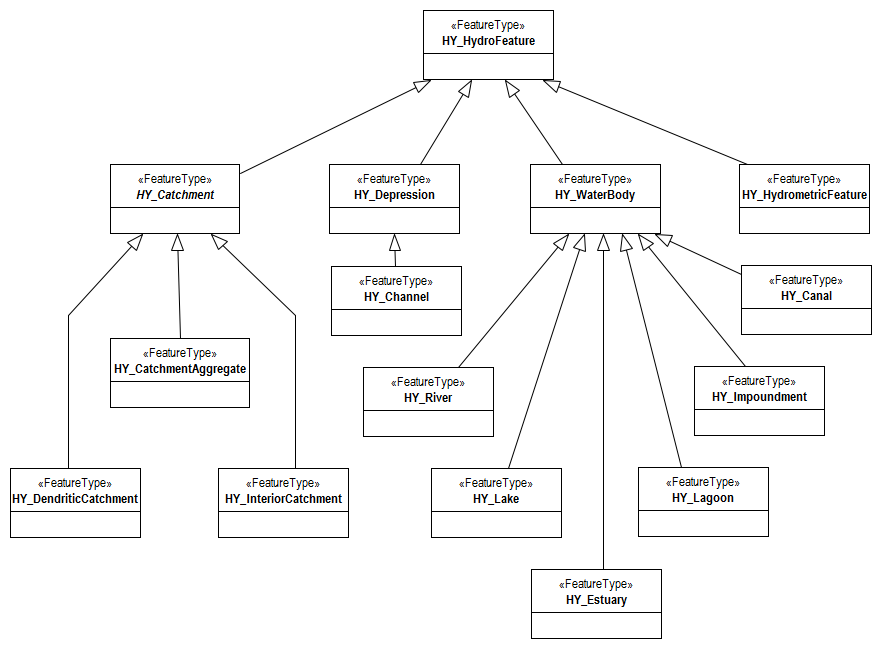 «FeatureType»
HY_HydroFeature
«FeatureType»
HY_Catchment
«FeatureType»
HY_Depression
«FeatureType»
HY_WaterBody
«FeatureType»
HY_HydrometricFeature
«FeatureType»
HY_Channel
«FeatureType»
HY_Canal
«FeatureType»
HY_CatchmentAggregate
«FeatureType»
HY_River
«FeatureType»
HY_Impoundment
«FeatureType»
HY_DendriticCatchment
«FeatureType»
HY_InteriorCatchment
«FeatureType»
HY_Lake
«FeatureType»
HY_Lagoon
«FeatureType»
HY_Estuary